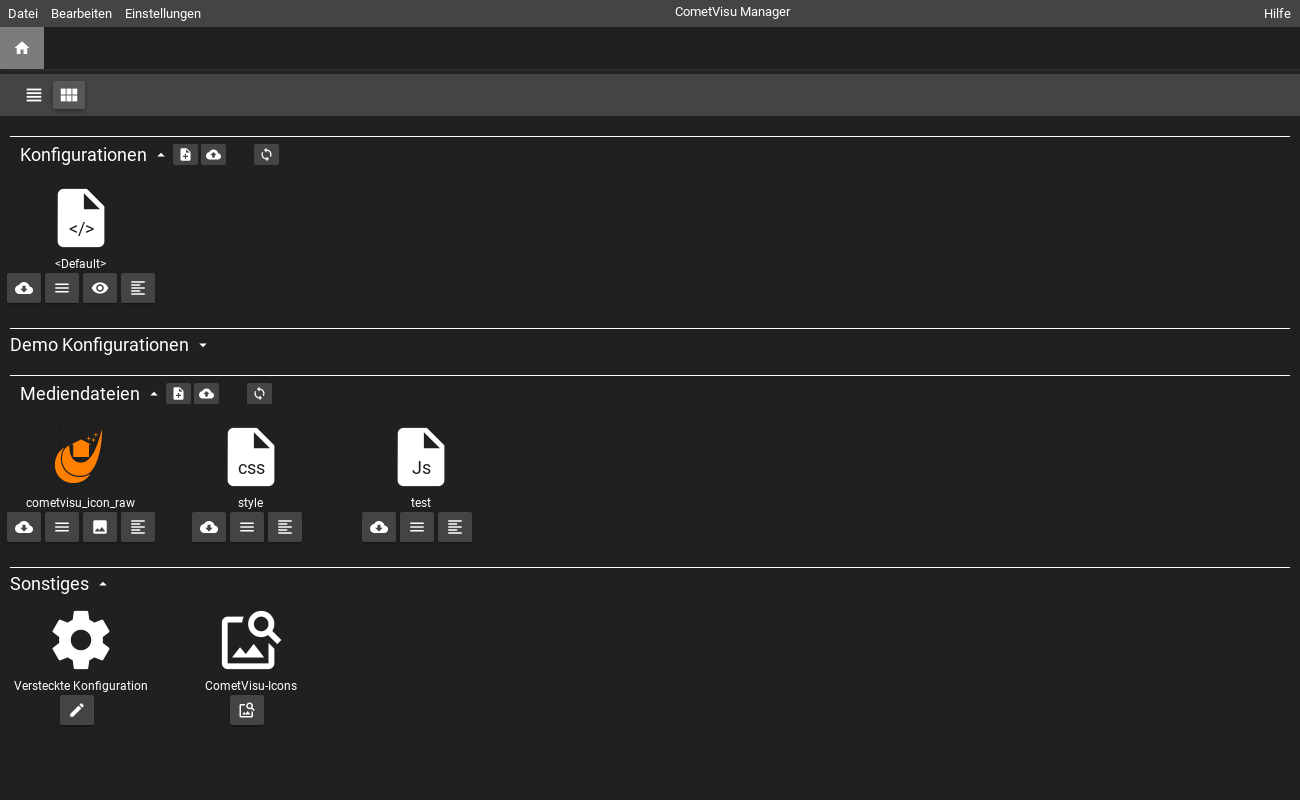 Datei Bearbeiten Einstellungen CometVisu Manager Hilfe
Konfigurationen
</>
<Default>
Demo Konfigurationen
Mediendateien
css Js
cometvisu_icon_raw style test
Sonstiges
Versteckte Konfiguration CometVisu-Icons